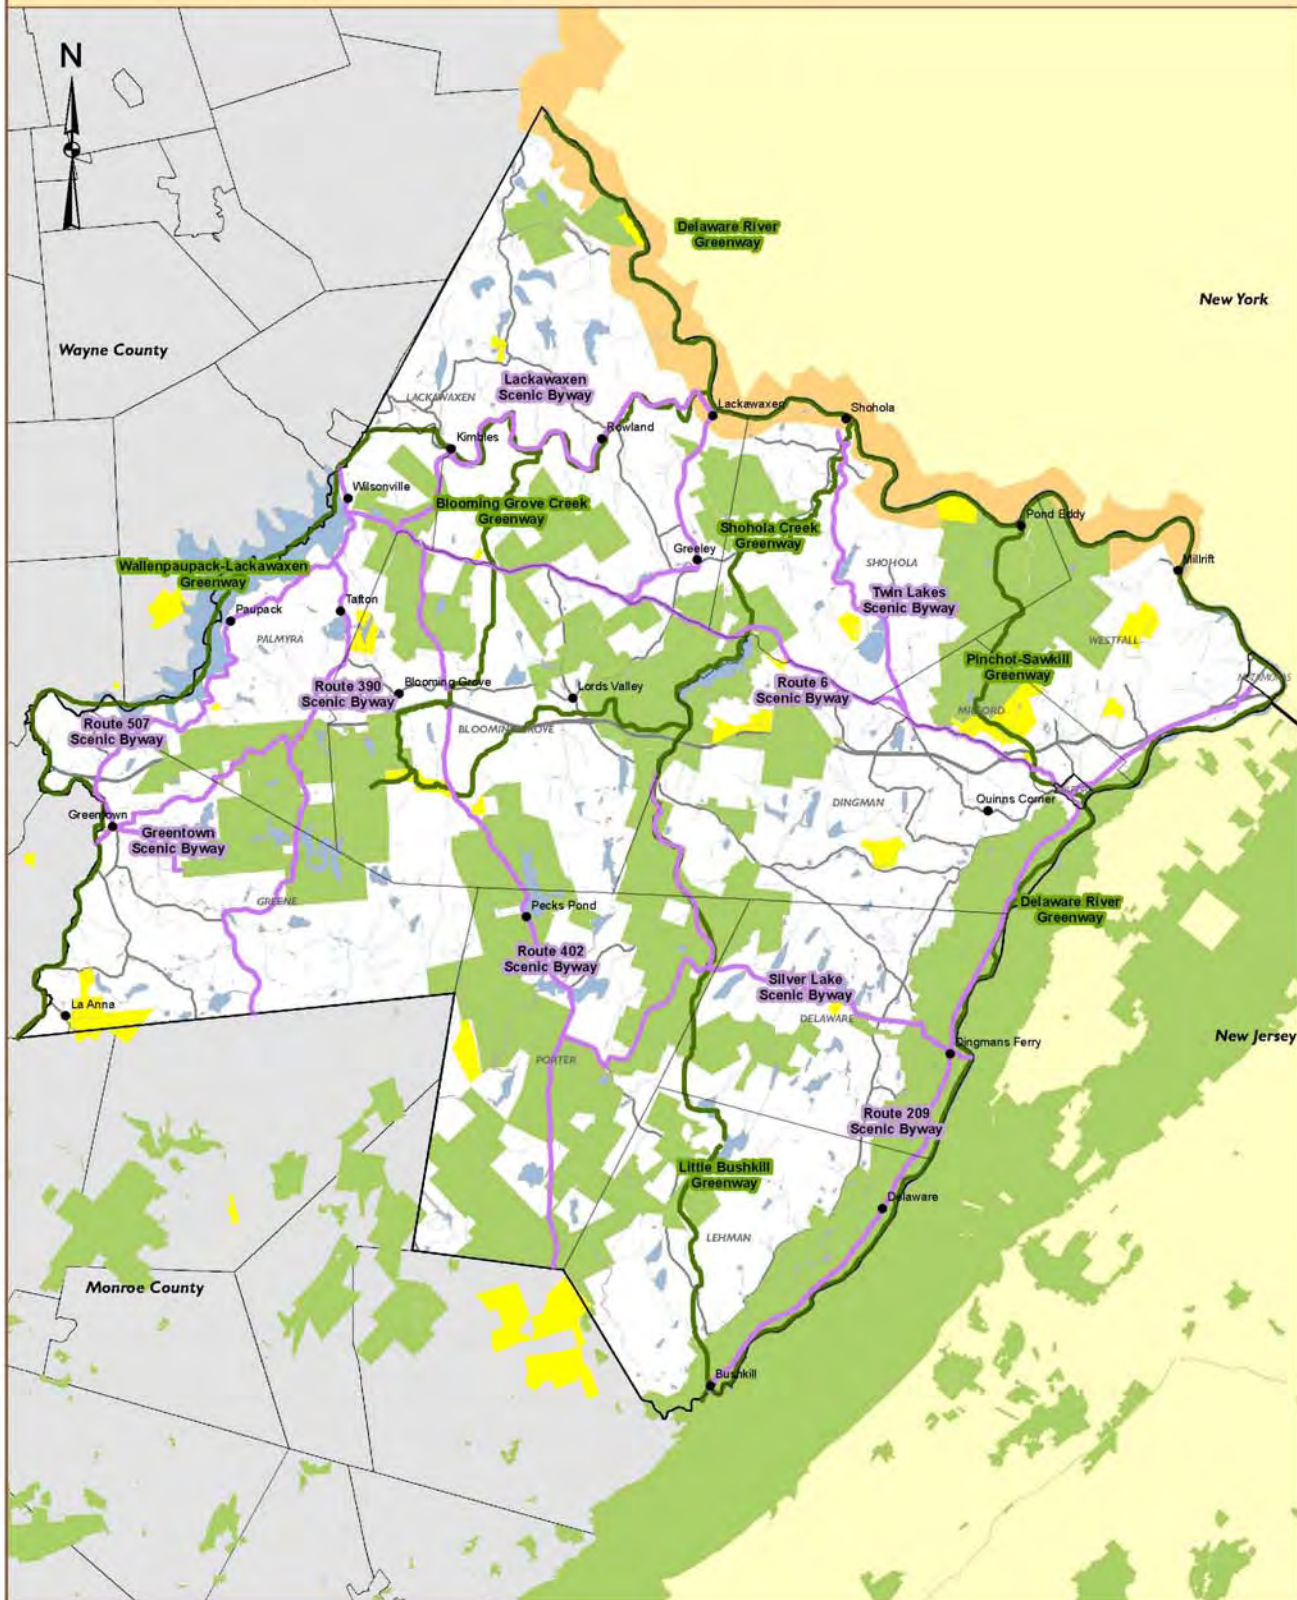 N
Delaware River
Greenway
New York
Wayne County
Lackawaxen
Scenic Byway
LACKAWAXEN
Lackawaxen
Shohola
Rowland
Kimbles
Wilsonville
Blooming Grove Creek
Greenway
Pond Eddy
Shohola Creek
Greenway
Greeley
SHOHOLA
Millrift
Wallenpaupack-Lackawaxen
Greenway
Twin Lakes
Scenic Byway
Tafton
Paupack
PALMYRA
WESTFALL
Pinchot-Sawkill
Greenway
Route 390
Scenic Byway
Blooming Grove
Lords Valley
Route 6
Scenic Byway
MATAMORAS
MILFORD
Route 507
Scenic Byway
BLOOMING GROVE
DINGMAN
Quinns Corner
Greentown
Greentown
Scenic Byway
GREENE
Pecks Pond
Delaware River
Greenway
Route 402
Scenic Byway
Silver Lake
Scenic Byway
La Anna
DELAWARE
New Jersey
Dingmans Ferry
PORTER
Route 209
Scenic Byway
Little Bushkill
Greenway
Delaware
LEHMAN
Monroe County
Bushkill